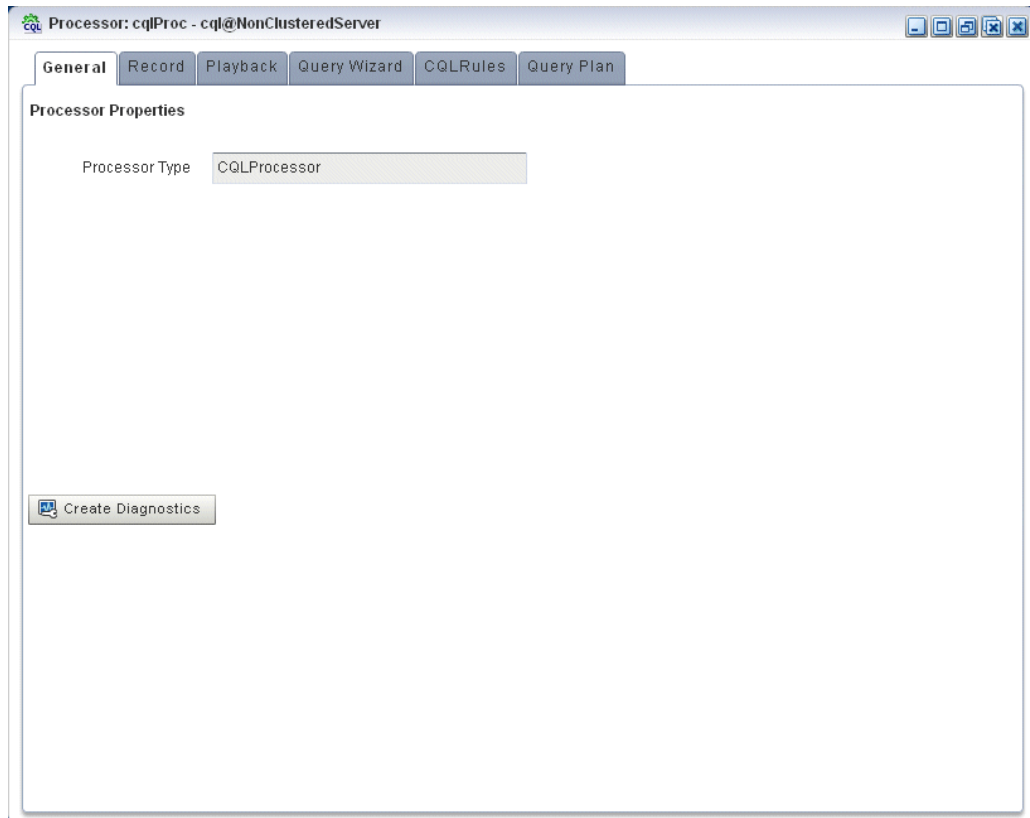 CQL Processor: cqlProc - cql@NonClusteredServer
General Record Playback Query Wizard CQLRules Query Plan
Processor Properties
Processor Type CQLProcessor
Create Diagnostics